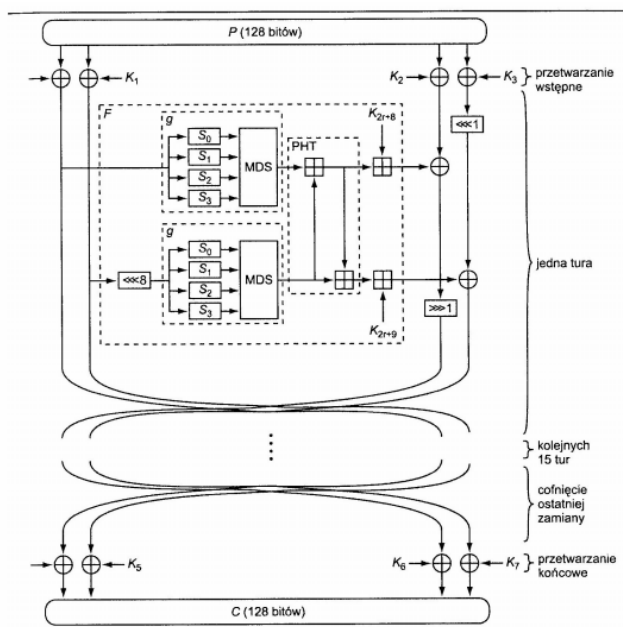 P (128 bitów)
K1
K2
K3
przetwarzanie
wstępne
F
g
S0
S1
S2
S3
MDS
PHT
K2r+8
<<<1
jedna tura
g
<<<8
S0
S1
S2
S3
MDS
K2r+9
>>>1
kolejnych
15 tur
cofnięcie
ostatniej
zamiany
K5
K6
K7
przetwarzanie
końcowe
C (128 bitów)